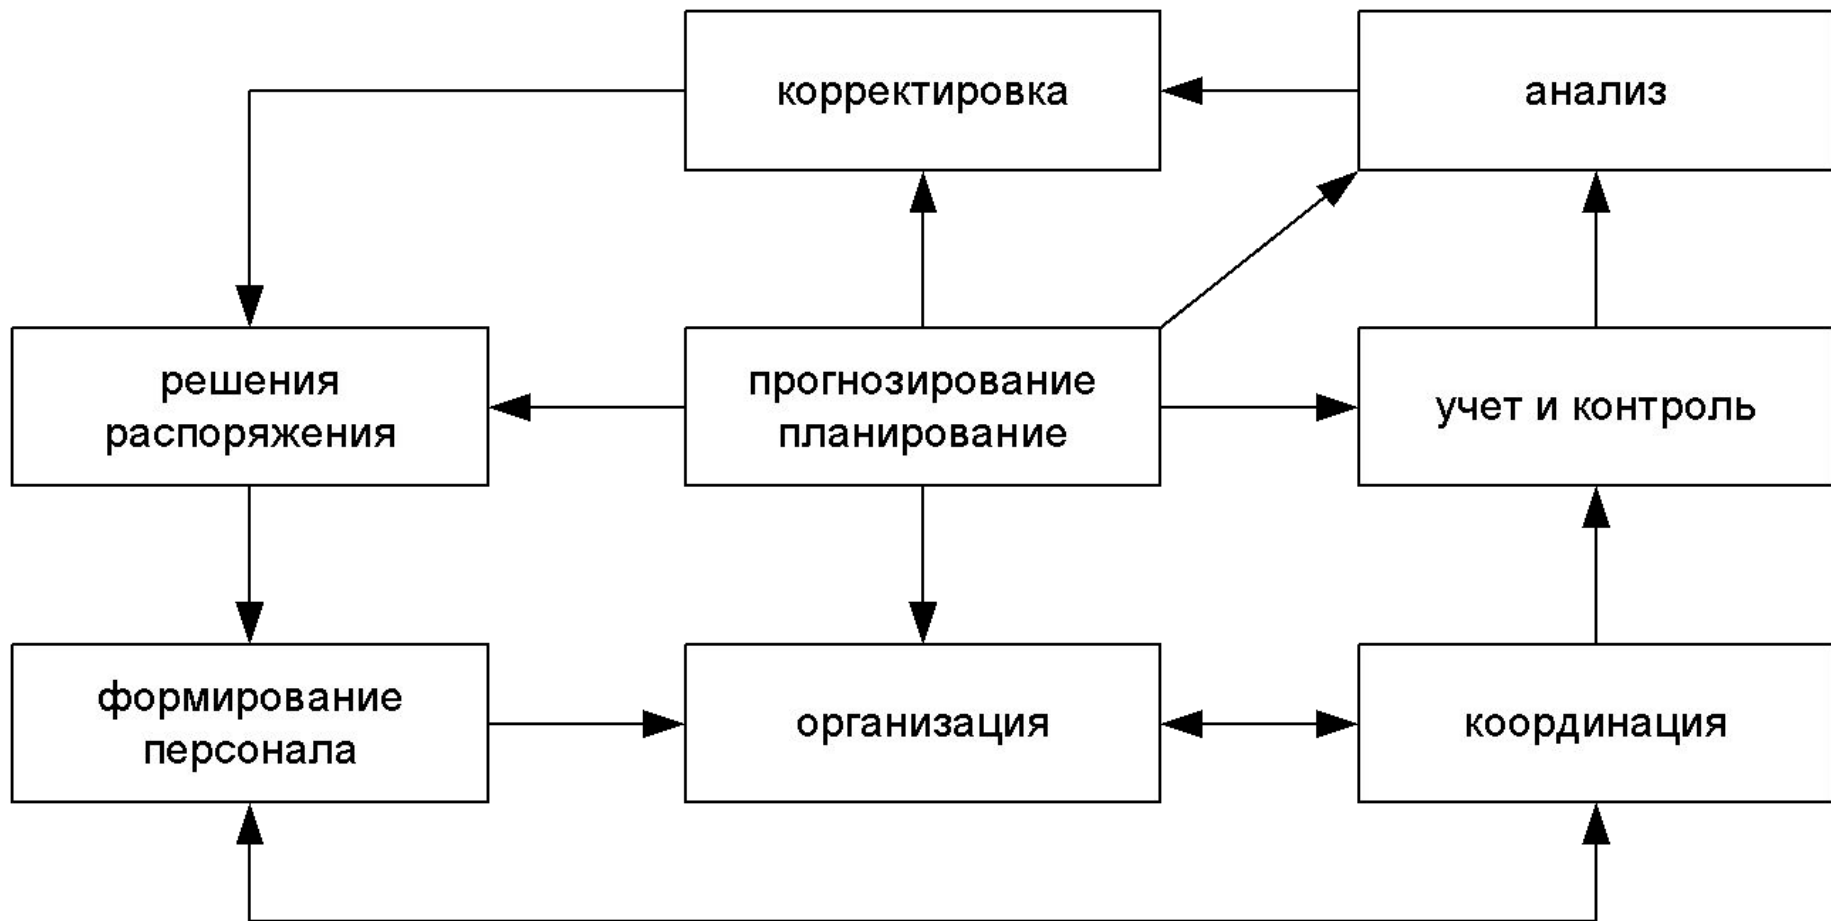 корректировка
анализ
решения
распоряжения
прогнозирование
планирование
учет и контроль
формирование
персонала
организация
координация